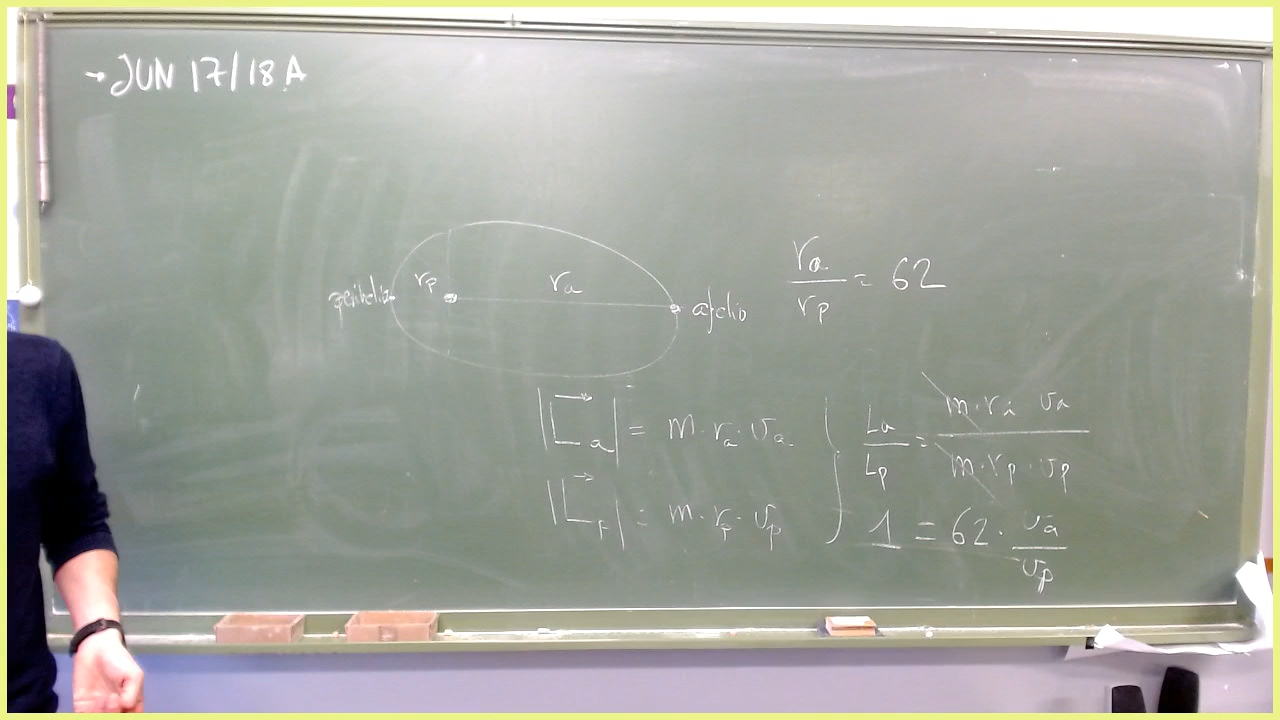 → JUN 17/18 A
perihelio rp ra afelio
ra/rp = 62
|La| = m·ra·va
|Lp| = m·rp·vp
La/Lp = m·ra·va / m·rp·vp
1 = 62·va/vp